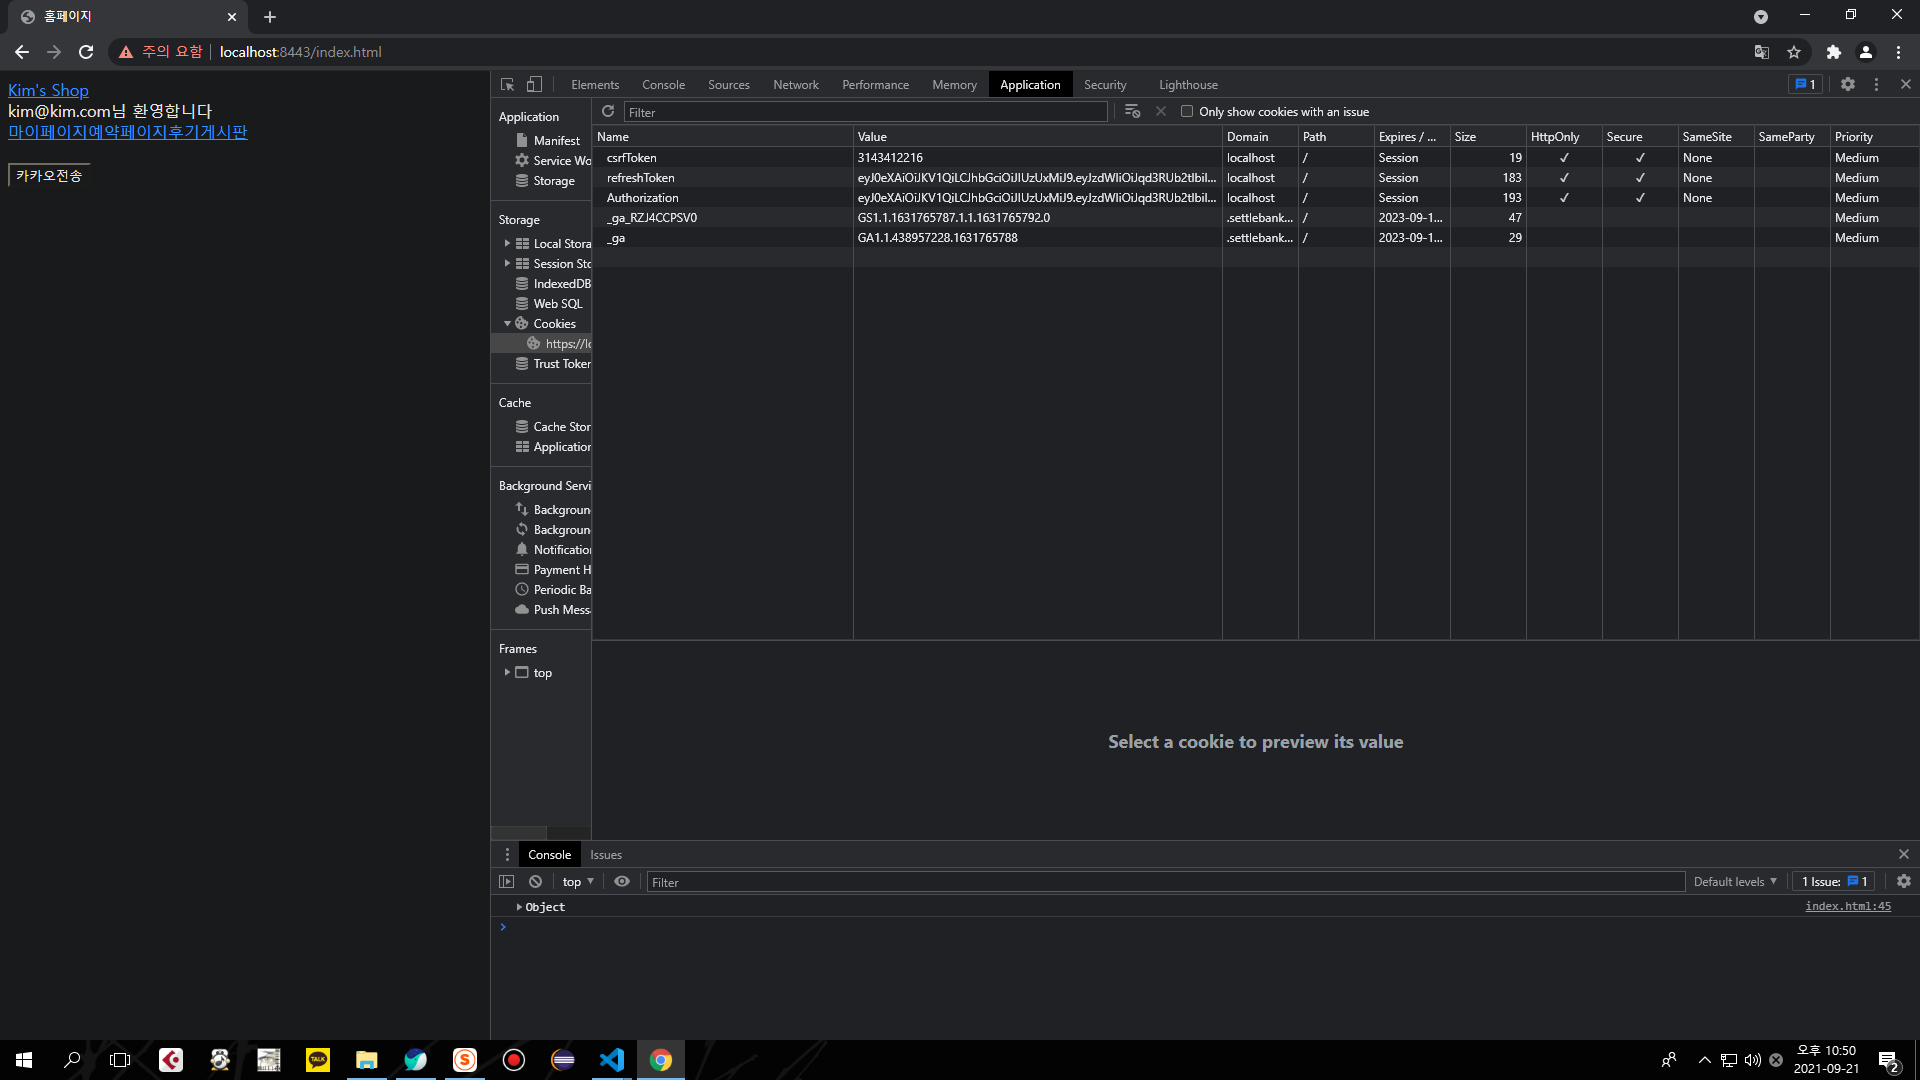 홈페이지
주의 요함 localhost:8443/index.html
Kim's Shop
kim@kim.com님 환영합니다
마이페이지예약페이지후기게시판
카카오전송
Elements Console Sources Network Performance Memory Application Security Lighthouse 1
Application
Manifest
Service Wo
Storage
Storage
Local Stora
Session Sto
IndexedDB
Web SQL
Cookies
https://lo
Trust Token
Cache
Cache Stor
Application
Background Servi
Background
Background
Notification
Payment H
Periodic Ba
Push Mess
Frames
top
Filter Only show cookies with an issue
Name Value Domain Path Expires / ... Size HttpOnly Secure SameSite SameParty Priority
csrfToken 3143412216 localhost / Session 19 ✓ ✓ None Medium
refreshToken eyJ0eXAiOiJKV1QiLCJhbGciOiJIUzUxMiJ9.eyJzdWIiOiJqd3RUb2tlbiI... localhost / Session 183 ✓ ✓ None Medium
Authorization eyJ0eXAiOiJKV1QiLCJhbGciOiJIUzUxMiJ9.eyJzdWIiOiJqd3RUb2tlbiI... localhost / Session 193 ✓ ✓ None Medium
_ga_RZJ4CCPSV0 GS1.1.1631765787.1.1.1631765792.0 .settlebank... / 2023-09-1... 47 Medium
_ga GA1.1.438957228.1631765788 .settlebank... / 2023-09-1... 29 Medium
Select a cookie to preview its value
Console Issues
top Filter Default levels 1 Issue: 1
Object index.html:45
TALK
S
오후 10:50
2021-09-21
2